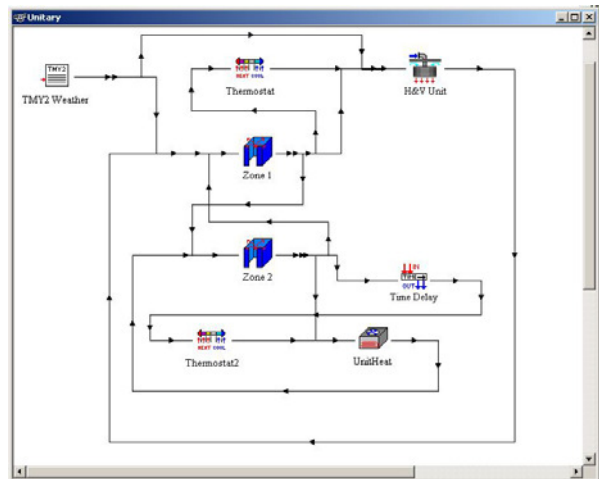 Unitary
TMY2
TMY2 Weather
HEAT COOL
Thermostat
H&V Unit
Zone 1
Zone 2
IN
OUT
Time Delay
HEAT COOL
Thermostat2
UnitHeat